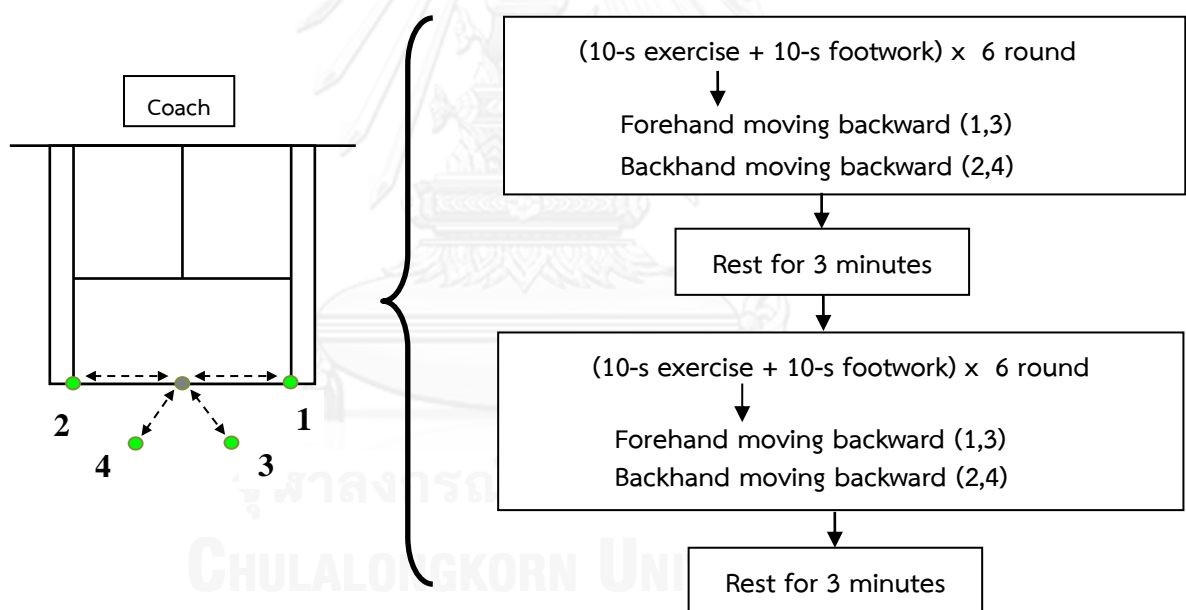 Coach
2
1
4
3
(10-s exercise + 10-s footwork) x 6 round
Forehand moving backward (1,3)
Backhand moving backward (2,4)
Rest for 3 minutes
(10-s exercise + 10-s footwork) x 6 round
Forehand moving backward (1,3)
Backhand moving backward (2,4)
Rest for 3 minutes
CHULALONGKORN UNI